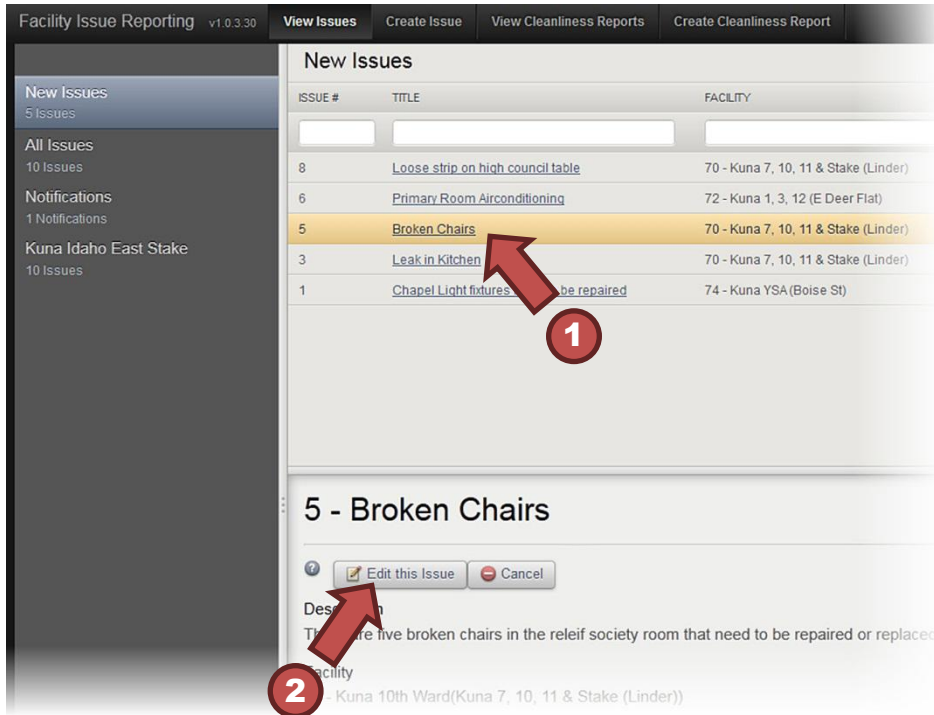 Facility Issue Reporting v1.0.3.30 View Issues Create Issue View Cleanliness Reports Create Cleanliness Report
New Issues
5 Issues
All Issues
10 Issues
Notifications
1 Notifications
Kuna Idaho East Stake
10 Issues
New Issues
ISSUE # TITLE FACILITY
8 Loose strip on high council table 70 - Kuna 7, 10, 11 & Stake (Linder)
6 Primary Room Airconditioning 72 - Kuna 1, 3, 12 (E Deer Flat)
5 Broken Chairs 70 - Kuna 7, 10, 11 & Stake (Linder)
3 Leak in Kitchen 70 - Kuna 7, 10, 11 & Stake (Linder)
1 Chapel Light fixtures be repaired 74 - Kuna YSA (Boise St)
1
5 - Broken Chairs
? Edit this Issue Cancel
five broken chairs in the releif society room that need to be repaired or replaced
Facility
2 - Kuna 10th Ward(Kuna 7, 10, 11 & Stake (Linder))